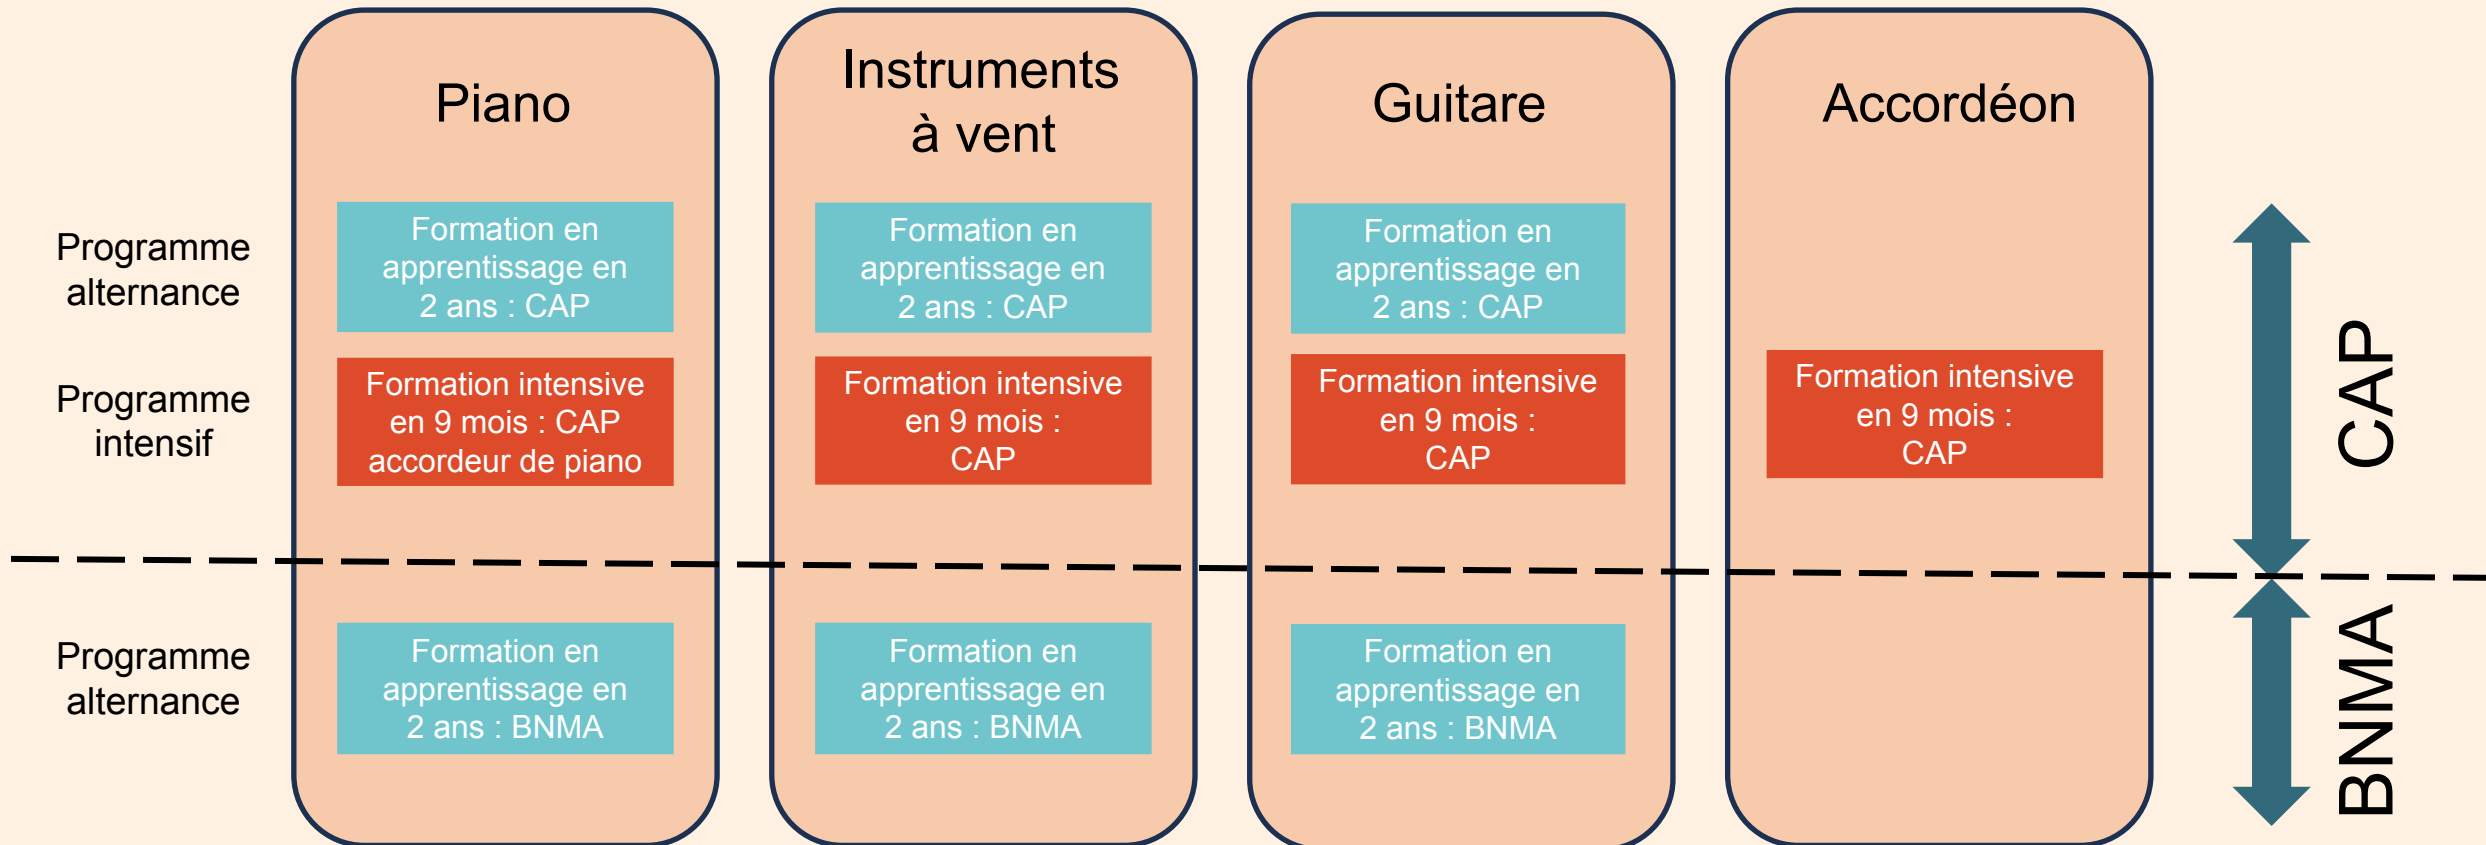 Piano
Instruments
à vent
Guitare
Accordéon
Programme
alternance
Formation en
apprentissage en
2 ans : CAP
Formation en
apprentissage en
2 ans : CAP
Formation en
apprentissage en
2 ans : CAP
Programme
intensif
Formation intensive
en 9 mois : CAP
accordeur de piano
Formation intensive
en 9 mois :
CAP
Formation intensive
en 9 mois :
CAP
Formation intensive
en 9 mois :
CAP
CAP
Programme
alternance
Formation en
apprentissage en
2 ans : BNMA
Formation en
apprentissage en
2 ans : BNMA
Formation en
apprentissage en
2 ans : BNMA
BNMA